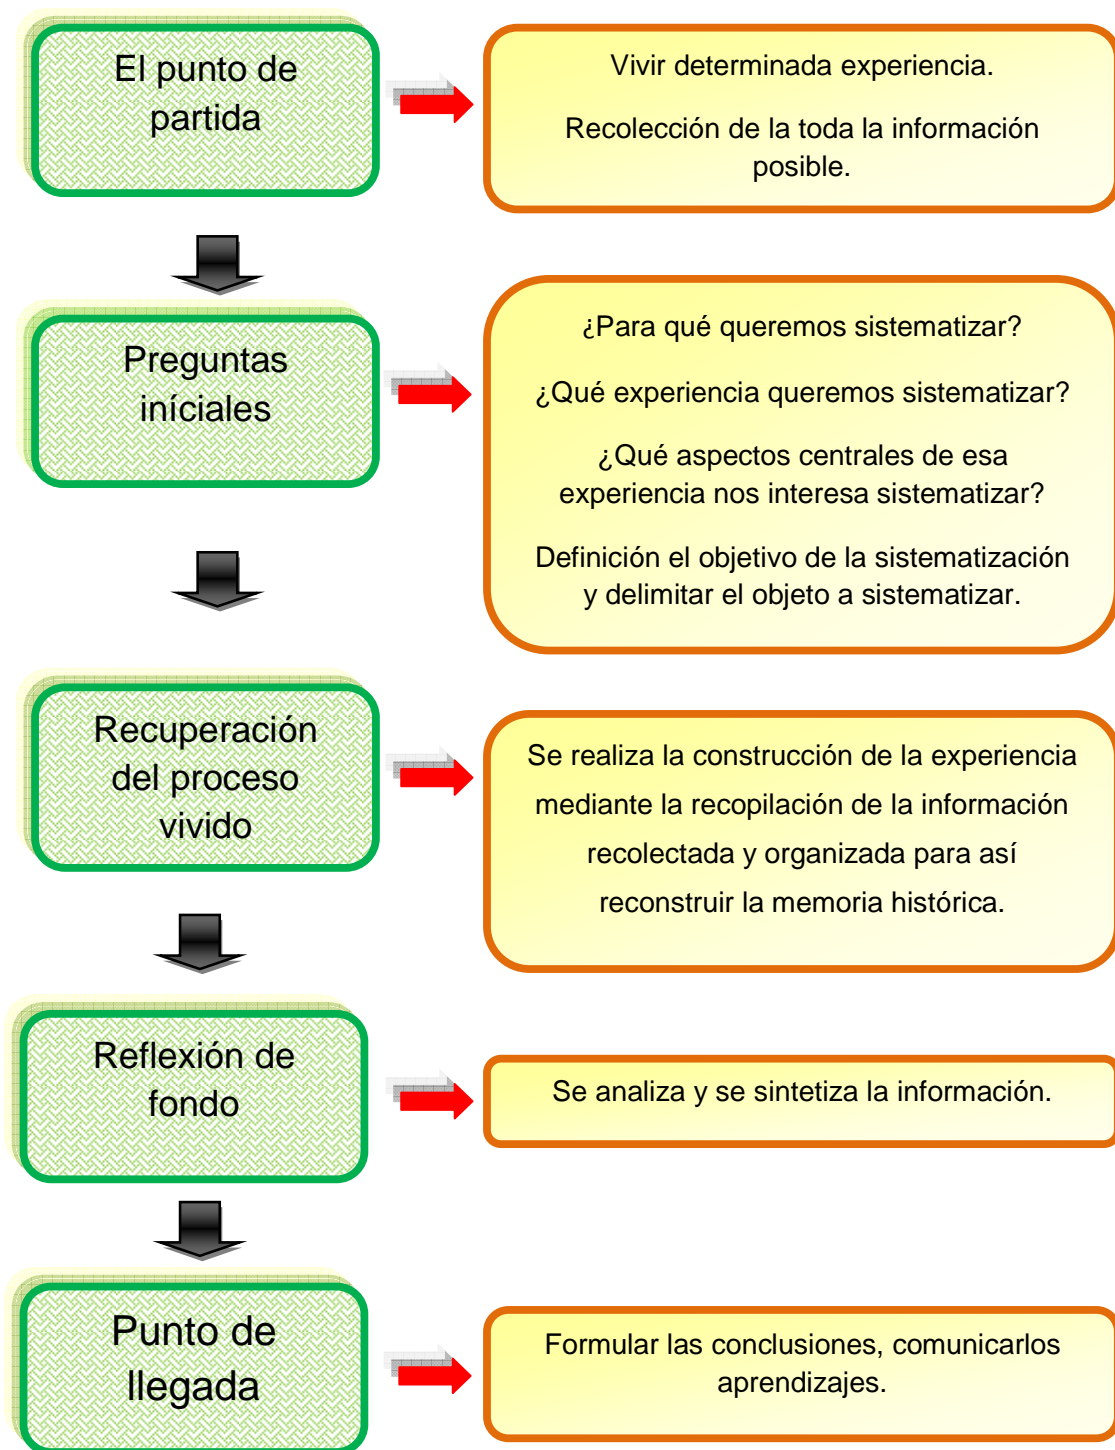 El punto de
partida
Vivir determinada experiencia.
Recolección de la toda la información
posible.
Preguntas
iníciales
¿Para qué queremos sistematizar?
¿Qué experiencia queremos sistematizar?
¿Qué aspectos centrales de esa
experiencia nos interesa sistematizar?
Definición el objetivo de la sistematización
y delimitar el objeto a sistematizar.
Recuperación
del proceso
vivido
Se realiza la construcción de la experiencia
mediante la recopilación de la información
recolectada y organizada para así
reconstruir la memoria histórica.
Reflexión de
fondo
Se analiza y se sintetiza la información.
Punto de
llegada
Formular las conclusiones, comunicarlos
aprendizajes.